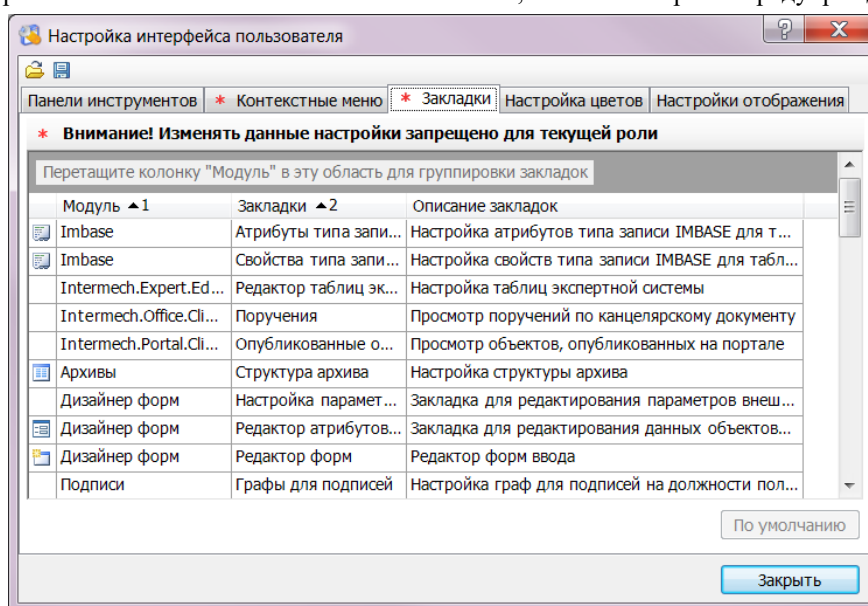 Настройка интерфейса пользователя
Панели инструментов * Контекстные меню * Закладки Настройка цветов Настройки отображения
* Внимание! Изменять данные настройки запрещено для текущей роли
Перетащите колонку "Модуль" в эту область для группировки закладок
Модуль ▲1 Закладки ▲2 Описание закладок
Imbase Атрибуты типа запи... Настройка атрибутов типа записи IMBASE для т...
Imbase Свойства типа запи... Настройка свойств типа записи IMBASE для табл...
Intermech.Expert.Ed... Редактор таблиц эк... Настройка таблиц экспертной системы
Intermech.Office.Cli... Поручения Просмотр поручений по канцелярскому документу
Intermech.Portal.Cli... Опубликованные о... Просмотр объектов, опубликованных на портале
Архивы Структура архива Настройка структуры архива
Дизайнер форм Настройка парамет... Закладка для редактирования параметров внеш...
Дизайнер форм Редактор атрибутов... Закладка для редактирования данных объектов...
Дизайнер форм Редактор форм Редактор форм ввода
Подписи Графы для подписей Настройка граф для подписей на должности пол...
По умолчанию
Закрыть